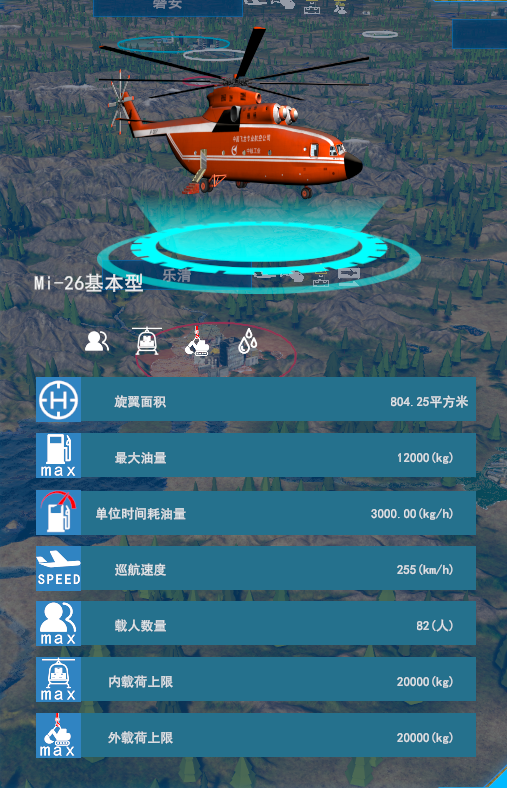 磐安
Mi-26基本型
乐清
旋翼面积 804.25平方米
max 最大油量 12000(kg)
单位时间耗油量 3000.00(kg/h)
SPEED 巡航速度 255(km/h)
max 载人数量 82(人)
max 内载荷上限 20000(kg)
max 外载荷上限 20000(kg)